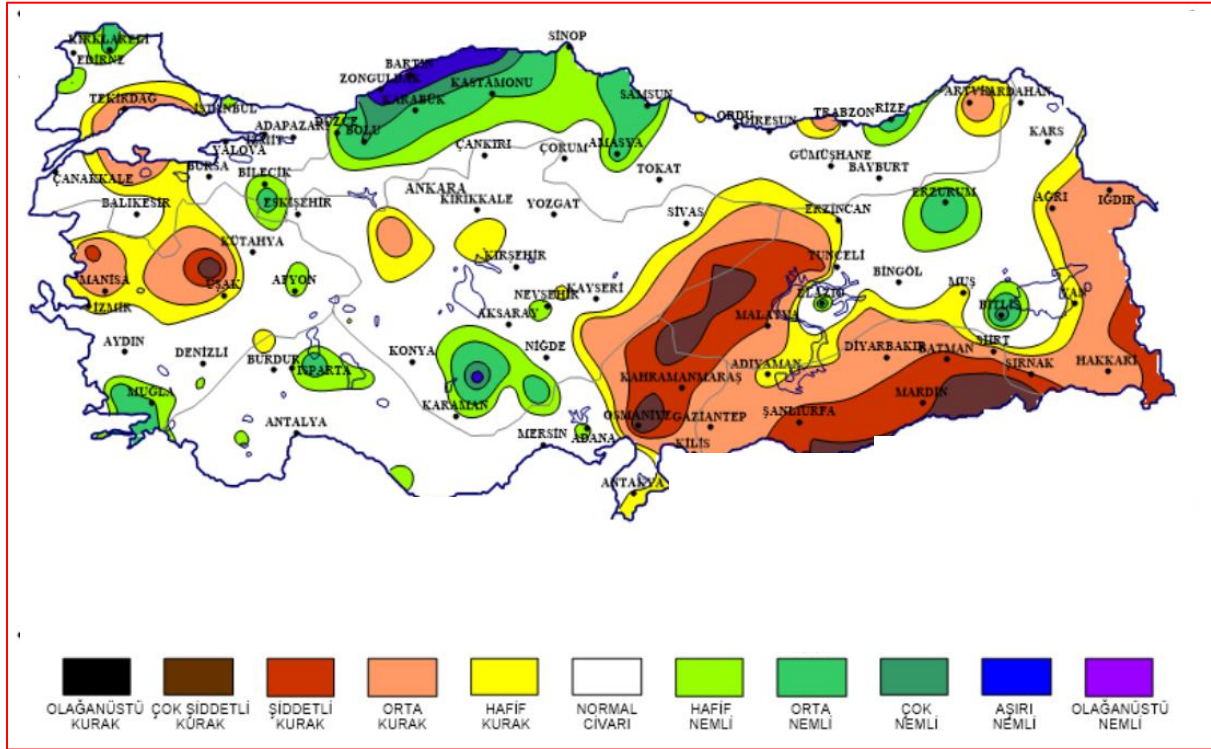 SİNOP
KIRKLARELİ
EDİRNE
BARTIN
ZONGULDAK
KASTAMONU
TEKİRDAĞ
İSTANBUL
KARABÜK
SAMSUN
ARTVİN
ARDAHAN
ORDU
GİRESUN
TRABZON
RİZE
DÜZCE
ADAPAZARI
İZMİT
BOLU
YALOVA
KARS
AMASYA
ÇANKIRI
ÇORUM
TOKAT
GÜMÜŞHANE
BAYBURT
ÇANAKKALE
BURSA
BİLECİK
ANKARA
KIRIKKALE
YOZGAT
ERZURUM
AĞRI
IĞDIR
BALIKESİR
ESKİŞEHİR
SİVAS
ERZİNCAN
KÜTAHYA
KIRŞEHİR
TUNCELİ
BİNGÖL
MUŞ
VAN
MANİSA
UŞAK
AFYON
NEVŞEHİR
KAYSERİ
ELAZIĞ
BİTLİS
İZMİR
AKSARAY
MALATYA
AYDIN
DENİZLİ
BURDUR
ISPARTA
KONYA
NİĞDE
ADIYAMAN
DİYARBAKIR
BATMAN
SİİRT
ŞIRNAK
HAKKARİ
KAHRAMANMARAŞ
MUĞLA
KARAMAN
MARDİN
OSMANİYE
GAZİANTEP
ŞANLIURFA
ANTALYA
MERSİN
ADANA
KİLİS
ANTAKYA
OLAĞANÜSTÜ
KURAK
ÇOK ŞİDDETLİ
KURAK
ŞİDDETLİ
KURAK
ORTA
KURAK
HAFİF
KURAK
NORMAL
CİVARI
HAFİF
NEMLİ
ORTA
NEMLİ
ÇOK
NEMLİ
AŞIRI
NEMLİ
OLAĞANÜSTÜ
NEMLİ